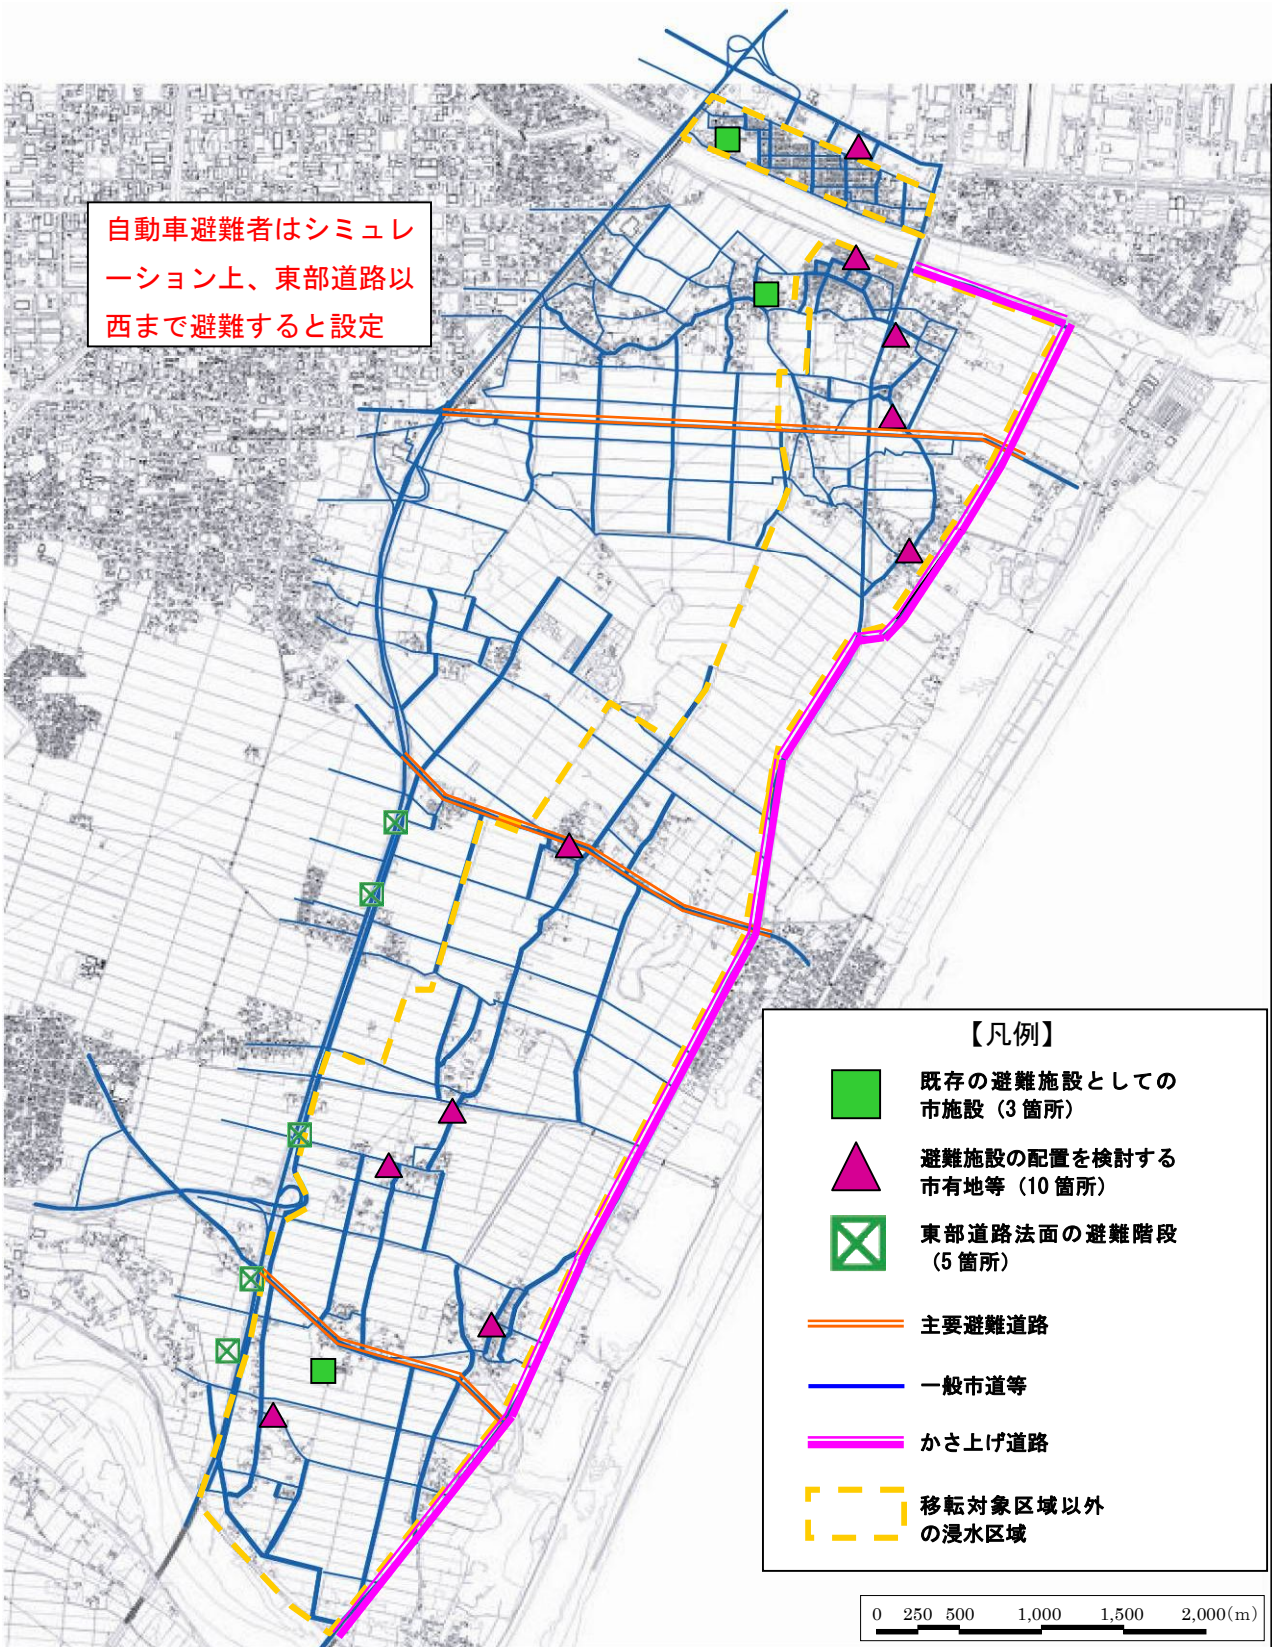 自動車避難者はシミュレ
ーション上、東部道路以
西まで避難すると設定
【凡例】
既存の避難施設としての
市施設（3箇所）
避難施設の配置を検討する
市有地等（10箇所）
東部道路法面の避難階段
（5箇所）
主要避難道路
一般市道等
かさ上げ道路
移転対象区域以外
の浸水区域
0 250 500 1,000 1,500 2,000(m)